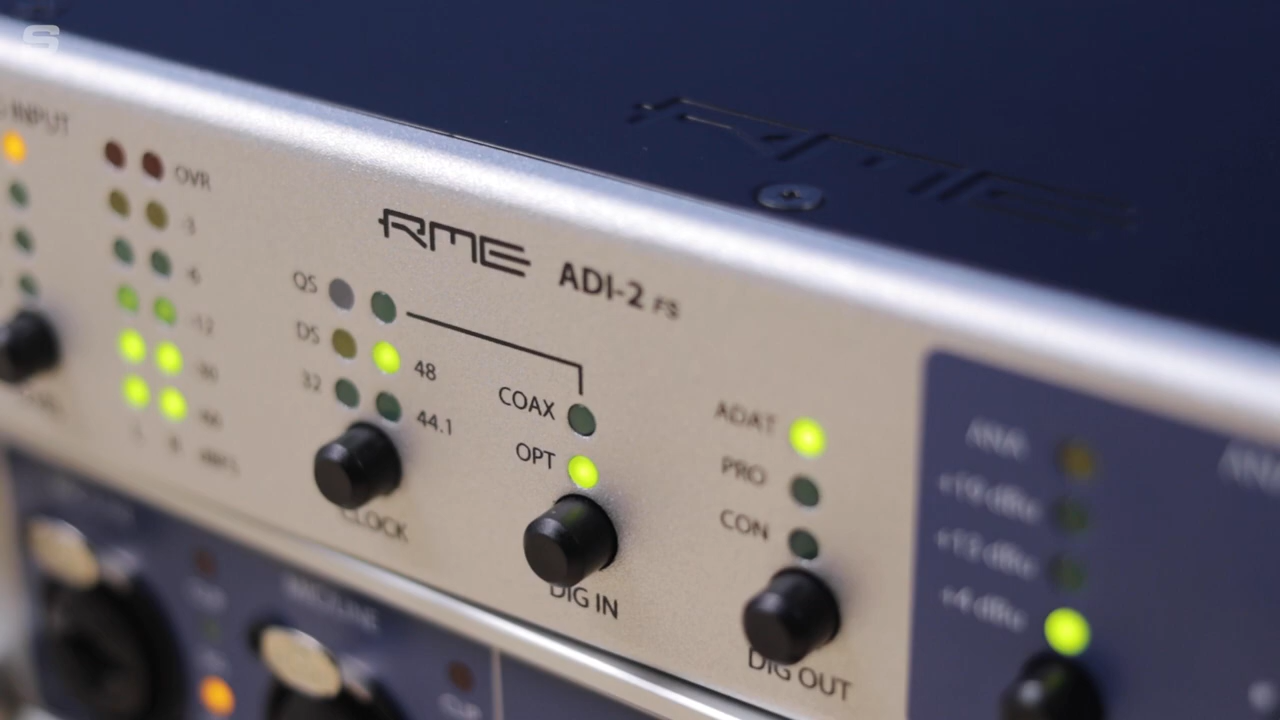 S
INPUT
OVR
-3
-6
-12
RME ADI-2 FS
RME
QS
DS
48
32
44.1
CLOCK
COAX
OPT
DIG IN
ADAT
PRO
CON
DIG OUT
ANA
+19 dBu
+13 dBu
+4 dBu